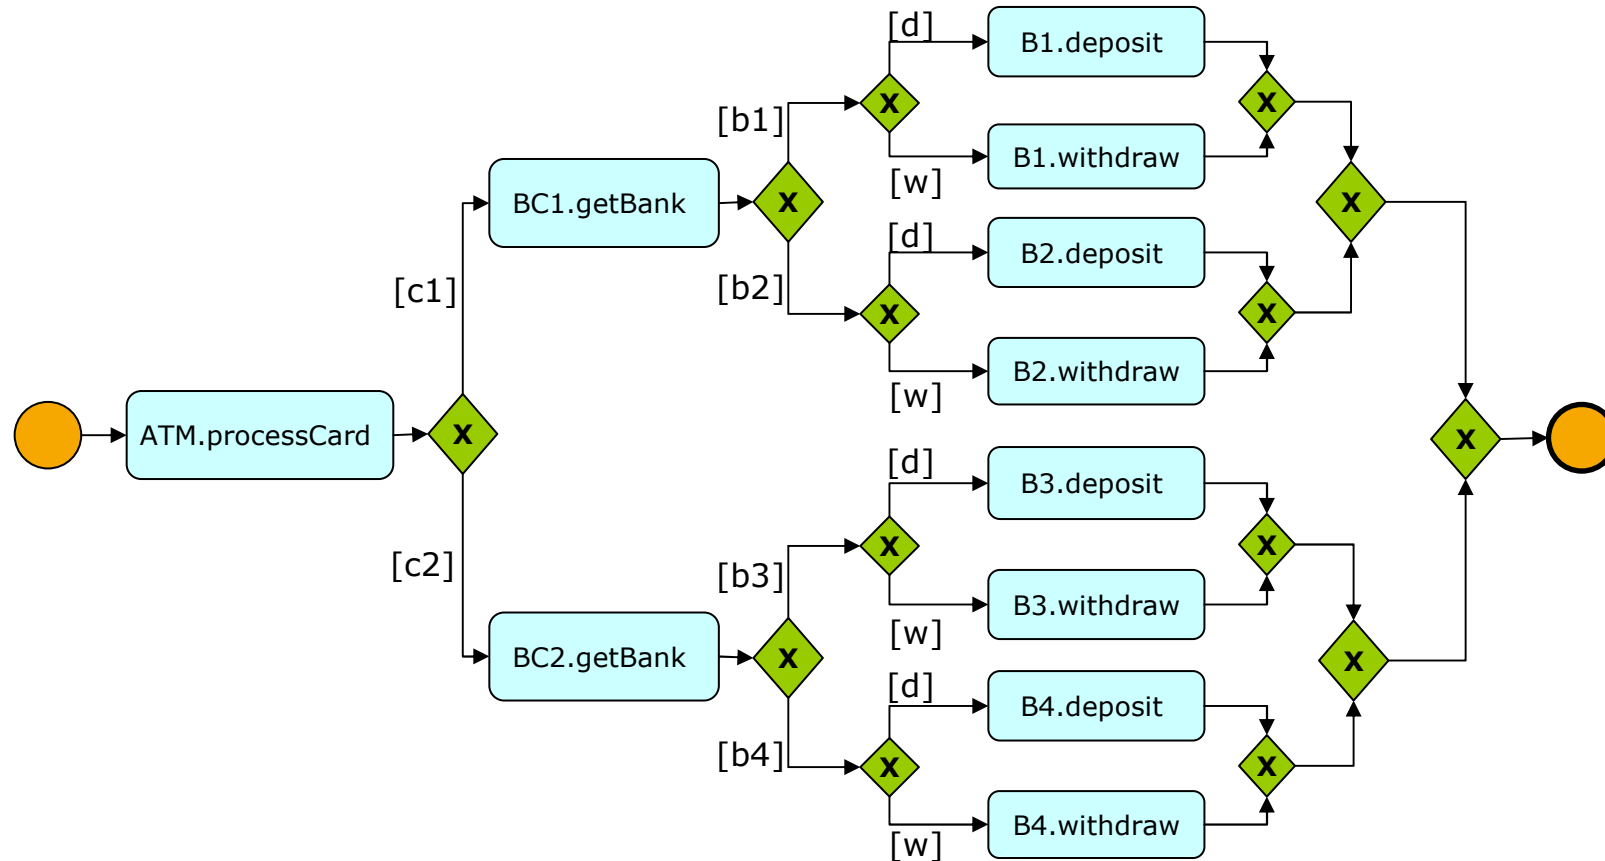 [d]
B1.deposit
X
X
[b1]
B1.withdraw
[w]
BC1.getBank
X
X
[d]
B2.deposit
[c1]
[b2]
X
X
B2.withdraw
[w]
ATM.processCard
X
X
[d]
B3.deposit
X
X
[c2]
[b3]
B3.withdraw
[w]
BC2.getBank
X
X
[d]
B4.deposit
[b4]
X
X
B4.withdraw
[w]